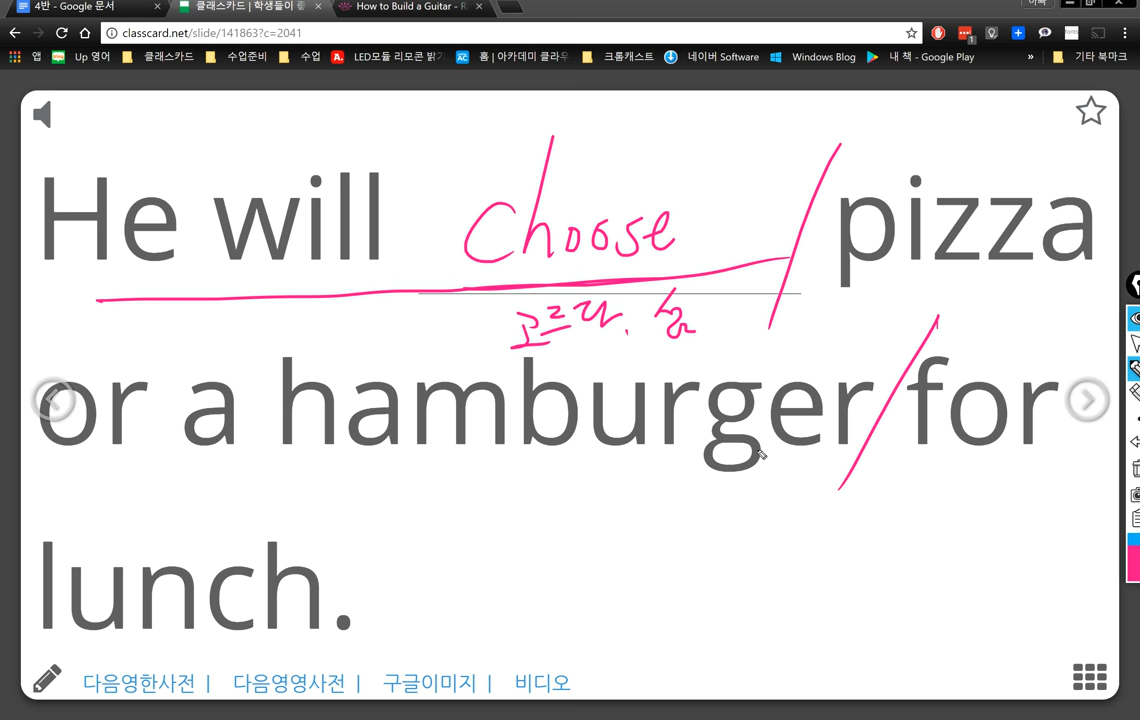 4반 - Google 문서
클래스카드 | 학생들이 좋
How to Build a Guitar - R
classcard.net/slide/141863?c=2041
앱 Up 영어 클래스카드 수업준비 수업 LED모듈 리모콘 밝기 홈 | 아카데미 클라우 크롬캐스트 네이버 Software Windows Blog 내 책 - Google Play » 기타 북마크
He will choose pizza
고르다
or a hamburger for
lunch.
다음영한사전 | 다음영영사전 | 구글이미지 | 비디오